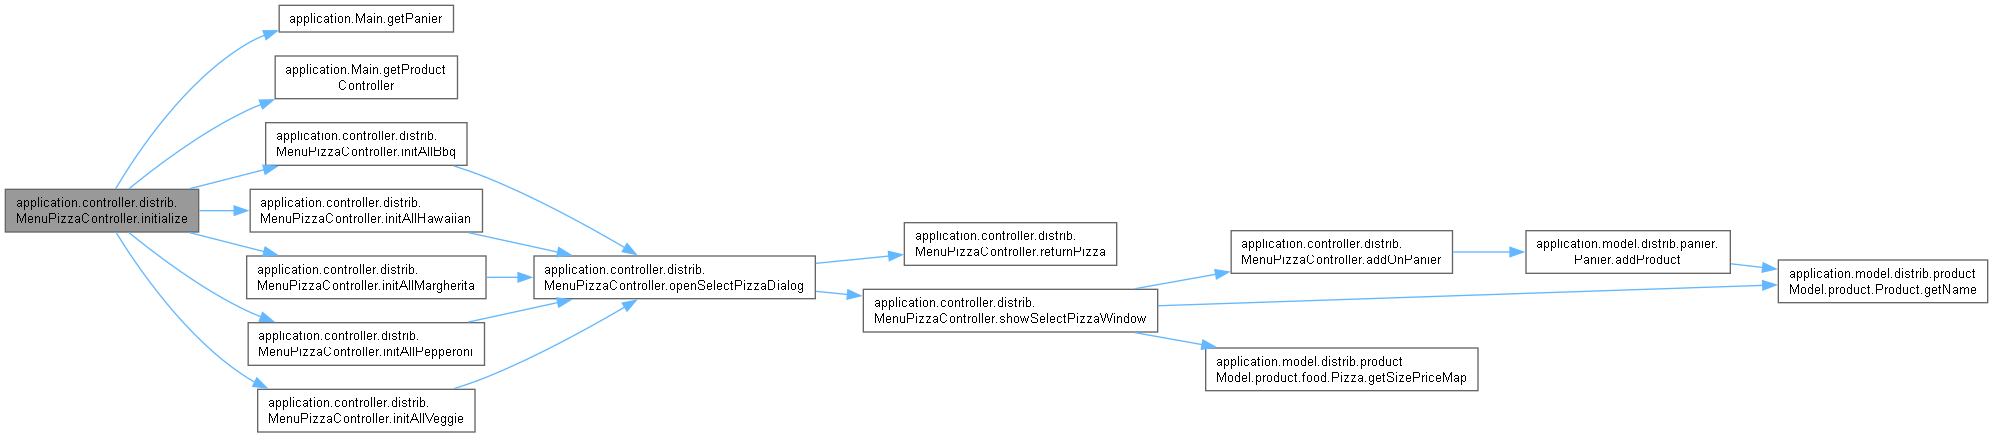 application.Main.getPanier
application.Main.getProduct
Controller
application.controller.distrib.
MenuPizzaController.initAllBbq
application.controller.distrib.
MenuPizzaController.initialize
application.controller.distrib.
MenuPizzaController.initAllHawaiian
application.controller.distrib.
MenuPizzaController.initAllMargherita
application.controller.distrib.
MenuPizzaController.initAllPepperoni
application.controller.distrib.
MenuPizzaController.initAllVeggie
application.controller.distrib.
MenuPizzaController.openSelectPizzaDialog
application.controller.distrib.
MenuPizzaController.returnPizza
application.controller.distrib.
MenuPizzaController.showSelectPizzaWindow
application.controller.distrib.
MenuPizzaController.addOnPanier
application.model.distrib.product
Model.product.food.Pizza.getSizePriceMap
application.model.distrib.panier.
Panier.addProduct
application.model.distrib.product
Model.product.Product.getName